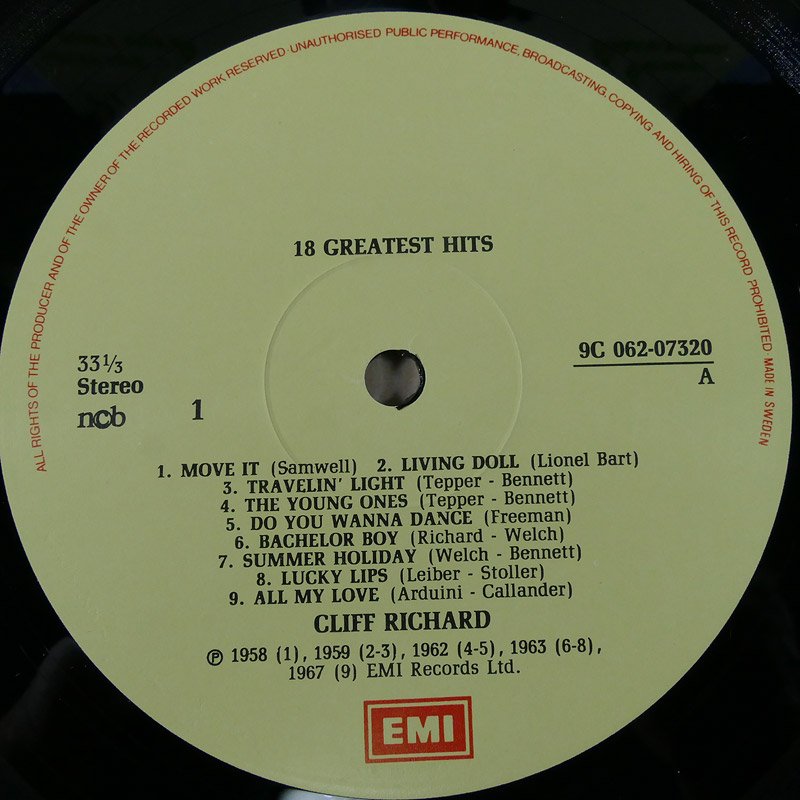 ALL RIGHTS OF THE PRODUCER AND OF THE OWNER OF THE RECORDED WORK RESERVED · UNAUTHORISED PUBLIC PERFORMANCE, BROADCASTING, COPYING AND HIRING OF THIS RECORD PROHIBITED · MADE IN SWEDEN
18 GREATEST HITS
33⅓
Stereo
ncb
1
9C 062-07320
A
1. MOVE IT (Samwell) 2. LIVING DOLL (Lionel Bart)
3. TRAVELIN' LIGHT (Tepper - Bennett)
4. THE YOUNG ONES (Tepper - Bennett)
5. DO YOU WANNA DANCE (Freeman)
6. BACHELOR BOY (Richard - Welch)
7. SUMMER HOLIDAY (Welch - Bennett)
8. LUCKY LIPS (Leiber - Stoller)
9. ALL MY LOVE (Arduini - Callander)
CLIFF RICHARD
℗ 1958 (1), 1959 (2-3), 1962 (4-5), 1963 (6-8),
1967 (9) EMI Records Ltd.
EMI